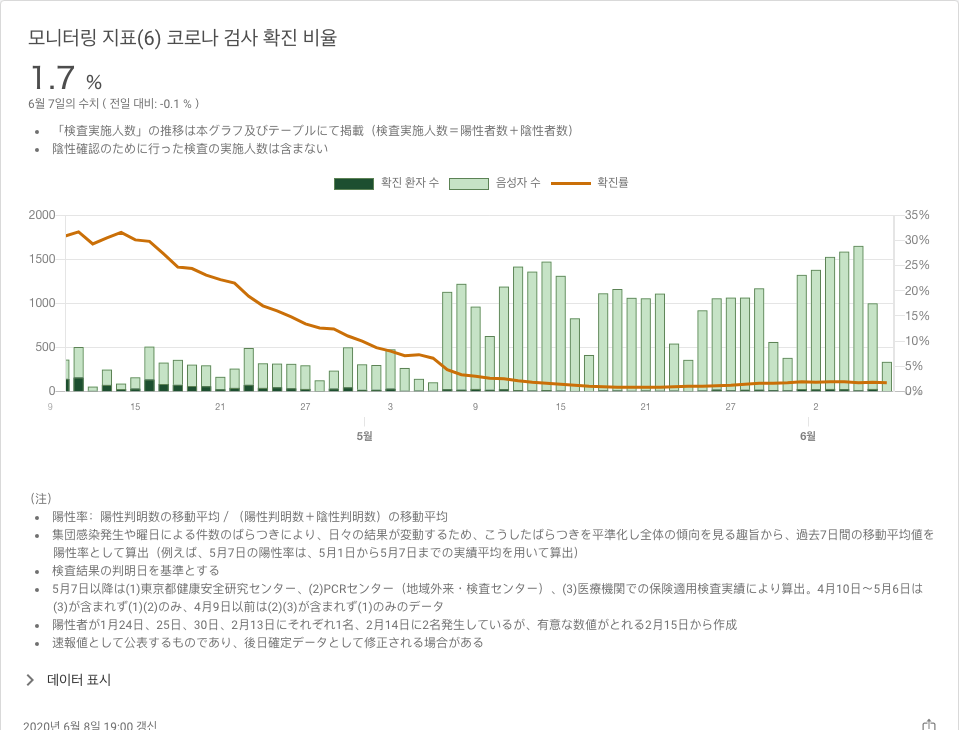 모니터링 지표(6) 코로나 검사 확진 비율
1.7 %
6월 7일의 수치 ( 전일 대비: -0.1 % )
• 「検査実施人数」の推移は本グラフ及びテーブルにて掲載（検査実施人数＝陽性者数＋陰性者数）
• 陰性確認のために行った検査の実施人数は含まない
확진 환자 수 음성자 수 확진률
2000 35%
30%
1500
25%
20%
1000
15%
10%
500
5%
0 0%
9 15 21 27 3 9 15 21 27 2
5월 6월
（注）
• 陽性率：陽性判明数の移動平均 / （陽性判明数＋陰性判明数）の移動平均
• 集団感染発生や曜日による件数のばらつきにより、日々の結果が変動するため、こうしたばらつきを平準化し全体の傾向を見る趣旨から、過去7日間の移動平均値を
陽性率として算出（例えば、5月7日の陽性率は、5月1日から5月7日までの実績平均を用いて算出）
• 検査結果の判明日を基準とする
• 5月7日以降は(1)東京都健康安全研究センター、(2)PCRセンター（地域外来・検査センター）、(3)医療機関での保険適用検査実績により算出。4月10日～5月6日は
(3)が含まれず(1)(2)のみ、4月9日以前は(2)(3)が含まれず(1)のみのデータ
• 陽性者が1月24日、25日、30日、2月13日にそれぞれ1名、2月14日に2名発生しているが、有意な数値がとれる2月15日から作成
• 速報値として公表するものであり、後日確定データとして修正される場合がある
데이터 표시
2020년 6월 8일 19:00 갱신